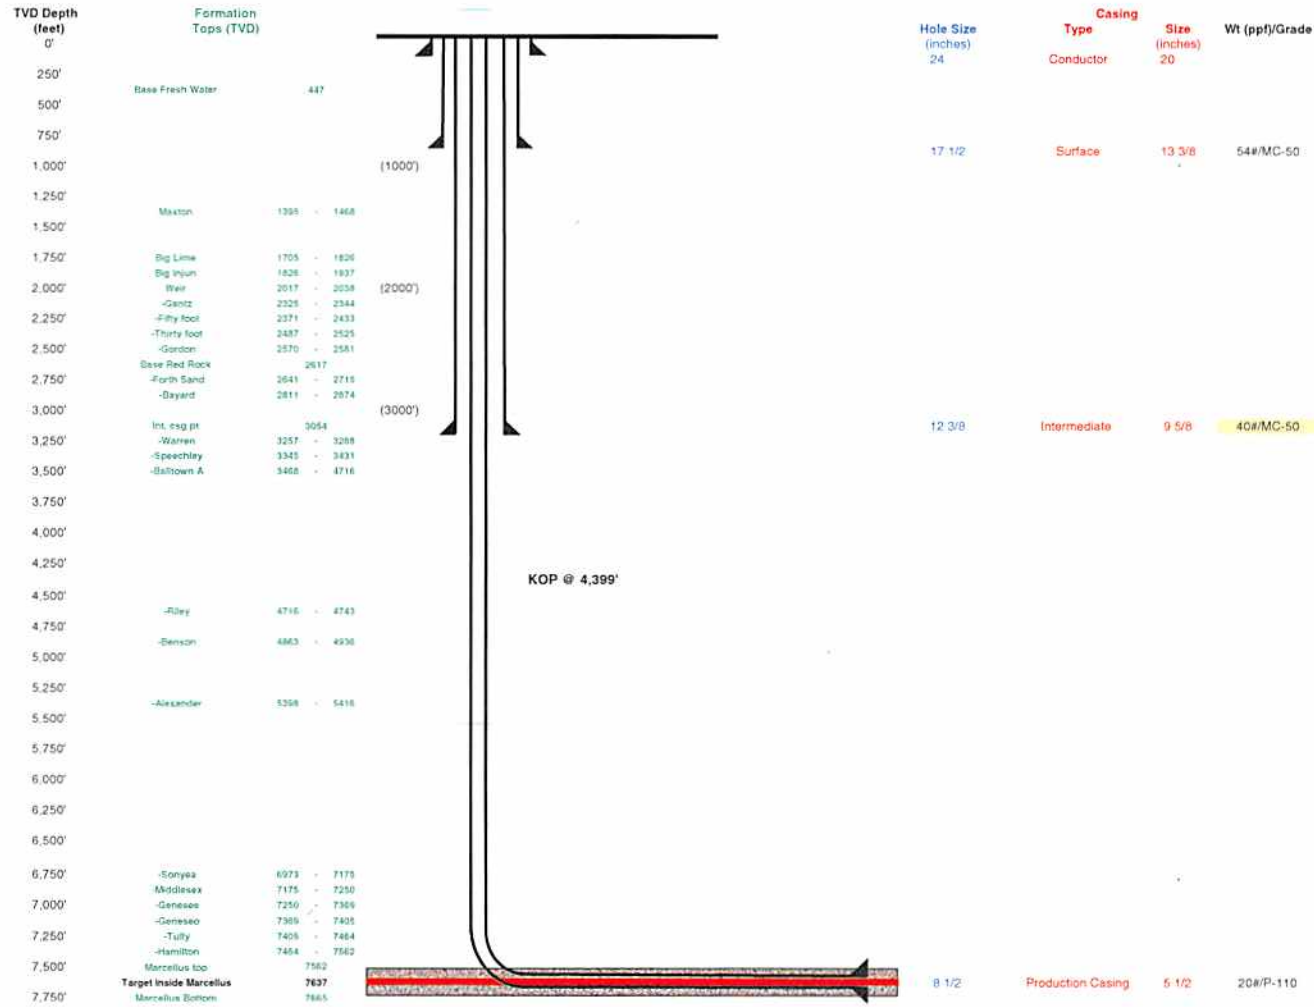 TVD Depth (feet) Formation Tops (TVD) Hole Size (inches) Casing Type Size (inches) Wt (ppf)/Grade
0' 24 Conductor 20
250'
Base Fresh Water 447
500'
750'
17 1/2 Surface 13 3/8 54#/MC-50
1,000' (1000')
1,250'
Maxton 1395 - 1468
1,500'
1,750' Big Lime 1705 - 1826
Big Injun 1826 - 1937
2,000' Weir 2017 - 2038 (2000')
-Gantz 2325 - 2344
2,250' -Fifty foot 2371 - 2433
-Thirty foot 2487 - 2525
2,500' -Gordon 2570 - 2581
Base Red Rock 2617
2,750' -Forth Sand 2641 - 2715
-Bayard 2811 - 2874
3,000' (3000')
Int. csg pt 3054 12 3/8 Intermediate 9 5/8 40#/MC-50
3,250' -Warren 3257 - 3288
-Speechley 3345 - 3431
3,500' -Balltown A 3468 - 4716
3,750'
4,000'
4,250'
KOP @ 4,399'
4,500'
-Riley 4716 - 4743
4,750'
-Benson 4863 - 4936
5,000'
5,250'
-Alexander 5398 - 5416
5,500'
5,750'
6,000'
6,250'
6,500'
6,750' -Sonyea 6973 - 7175
-Middlesex 7175 - 7250
7,000' -Genesee 7250 - 7369
-Geneseo 7369 - 7405
7,250' -Tully 7405 - 7464
-Hamilton 7464 - 7562
7,500' Marcellus top 7562
Target Inside Marcellus 7637 8 1/2 Production Casing 5 1/2 20#/P-110
7,750' Marcellus Bottom 7665